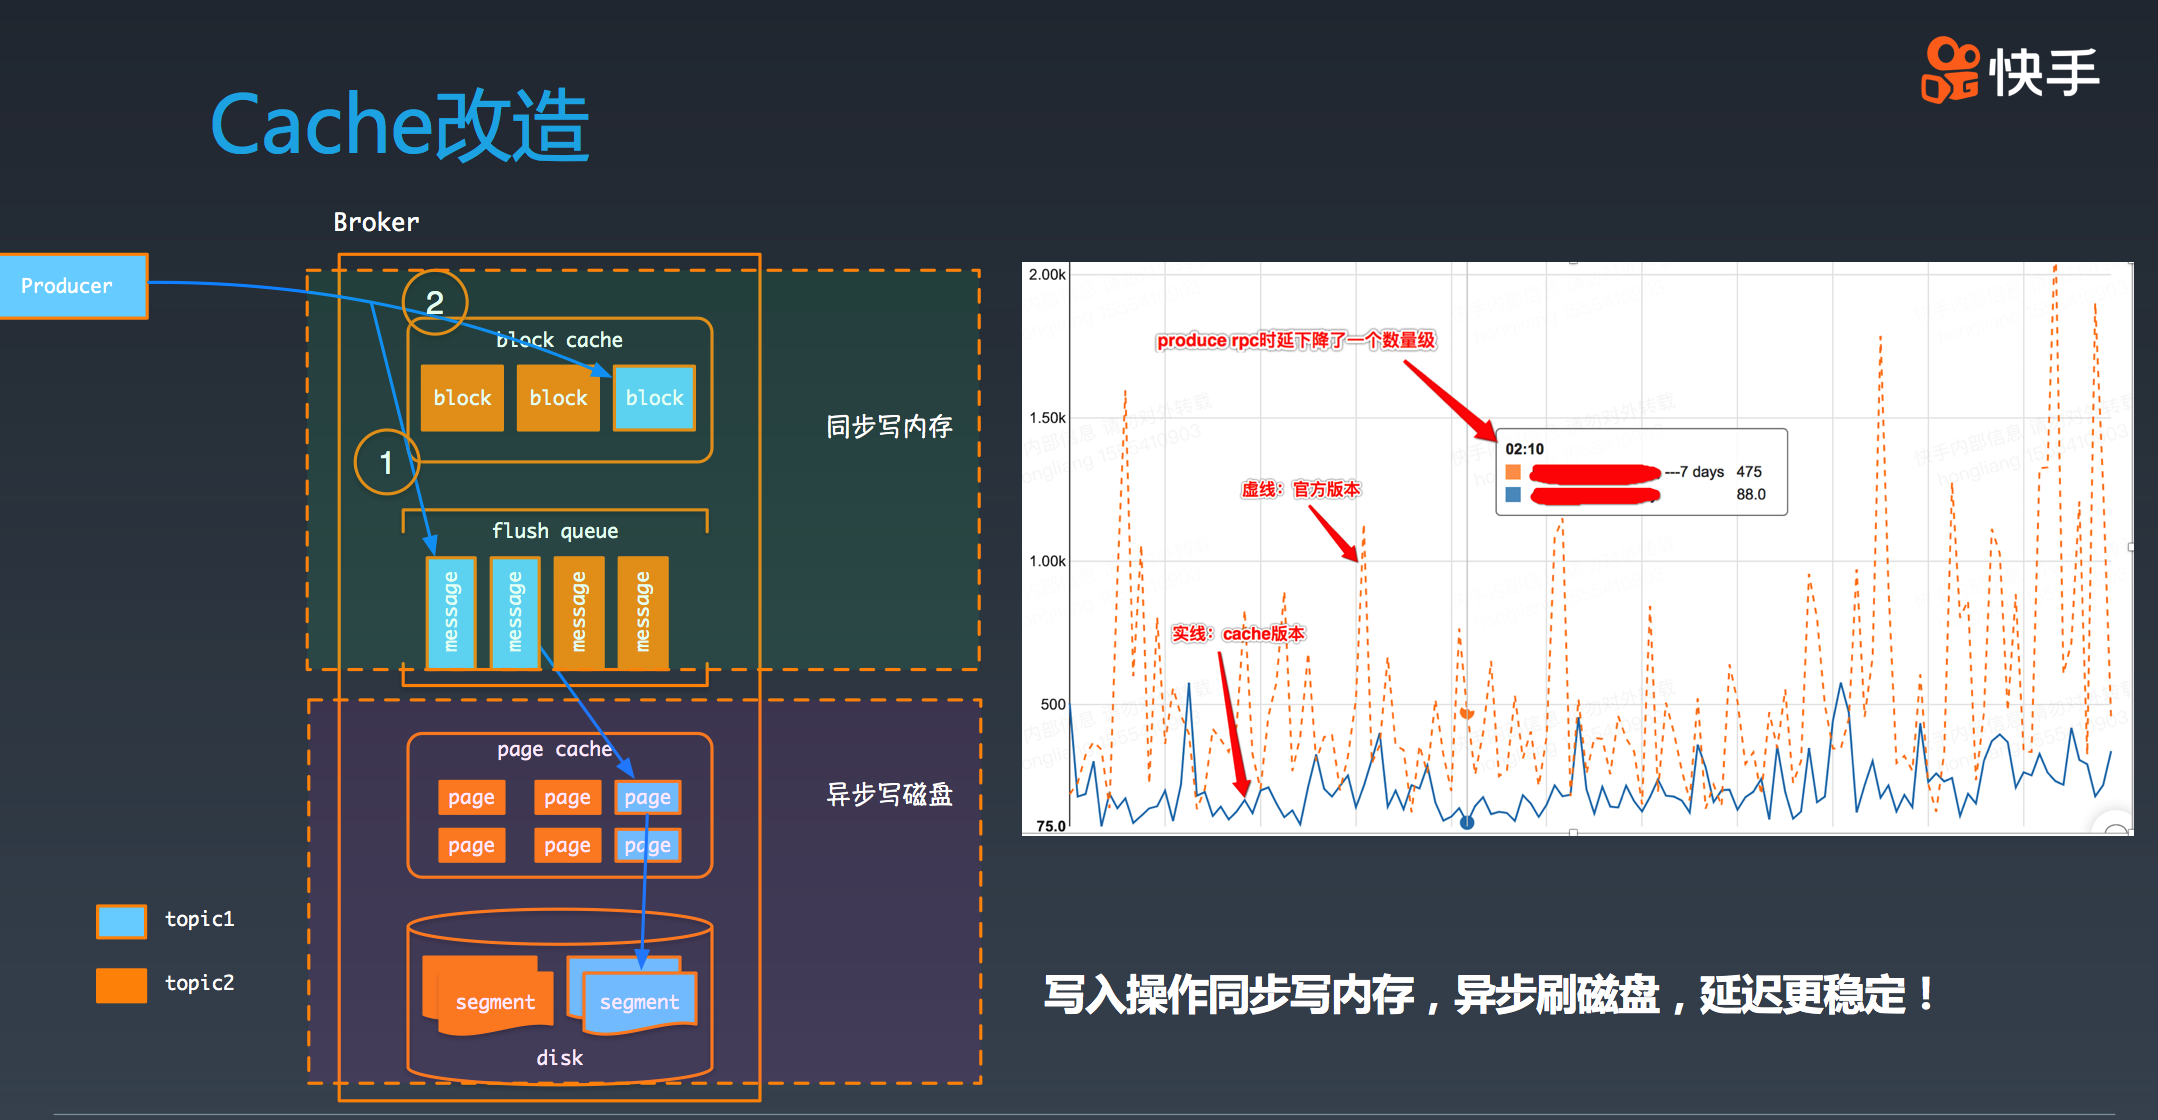 快手
Cache改造
Broker
Producer
2
block cache
block
block
block
同步写内存
1
flush queue
message
message
message
message
page cache
page
page
page
异步写磁盘
page
page
page
topic1
topic2
segment
segment
disk
2.00k
1.50k
1.00k
500
75.0
produce rpc时延下降了一个数量级
02:10
---7 days 475
88.0
虚线：官方版本
实线：cache版本
写入操作同步写内存，异步刷磁盘，延迟更稳定！